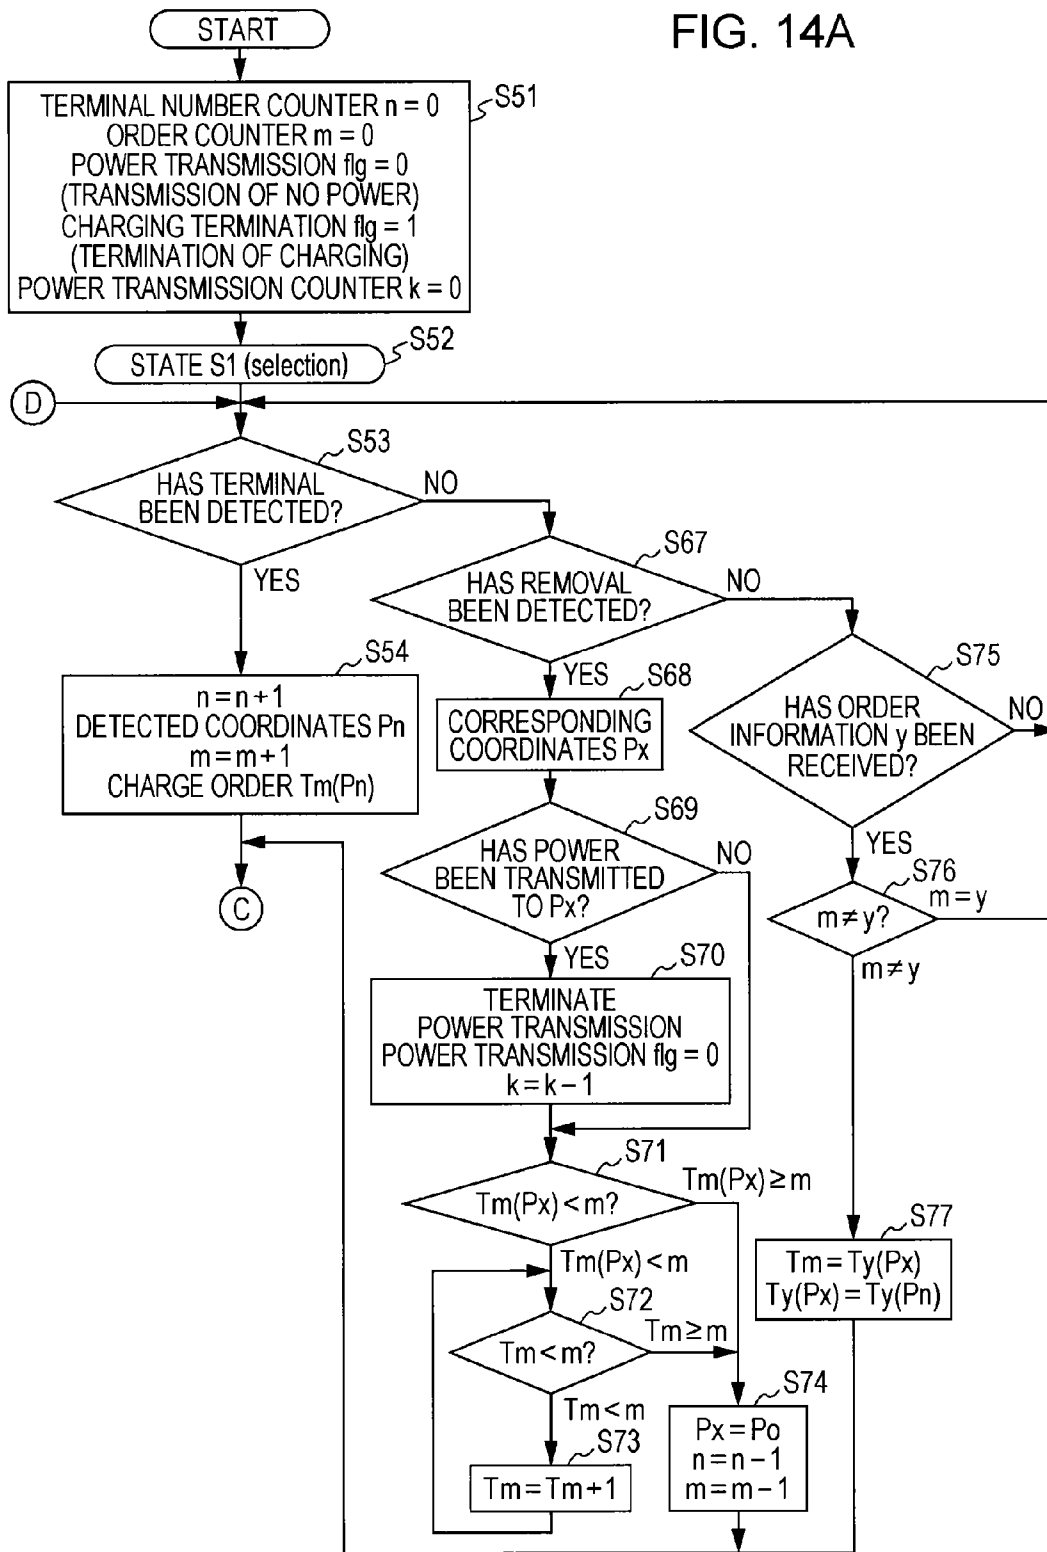 FIG. 14A
START
S51
TERMINAL NUMBER COUNTER n = 0
ORDER COUNTER m = 0
POWER TRANSMISSION flg = 0
(TRANSMISSION OF NO POWER)
CHARGING TERMINATION flg = 1
(TERMINATION OF CHARGING)
POWER TRANSMISSION COUNTER k = 0
S52
STATE S1 (selection)
D
S53
HAS TERMINAL
BEEN DETECTED?
NO
YES
S54
n = n + 1
DETECTED COORDINATES Pn
m = m + 1
CHARGE ORDER Tm(Pn)
C
S67
HAS REMOVAL
BEEN DETECTED?
NO
YES
S68
CORRESPONDING
COORDINATES Px
S69
HAS POWER
BEEN TRANSMITTED
TO Px?
NO
YES
S70
TERMINATE
POWER TRANSMISSION
POWER TRANSMISSION flg = 0
k = k − 1
S71
Tm(Px) < m?
Tm(Px) ≥ m
Tm(Px) < m
S72
Tm < m?
Tm ≥ m
Tm < m
S73
Tm = Tm + 1
S74
Px = Po
n = n − 1
m = m − 1
S75
HAS ORDER
INFORMATION y BEEN
RECEIVED?
NO
YES
S76
m ≠ y?
m = y
m ≠ y
S77
Tm = Ty(Px)
Ty(Px) = Ty(Pn)